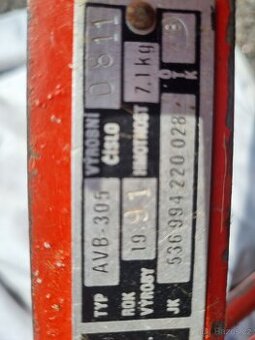 TYP AVB-305 VÝROBNÍ ČÍSLO 0611
ROK VÝROBY 1991 HMOTNOST 7,1 kg
JK 536 994 220 028